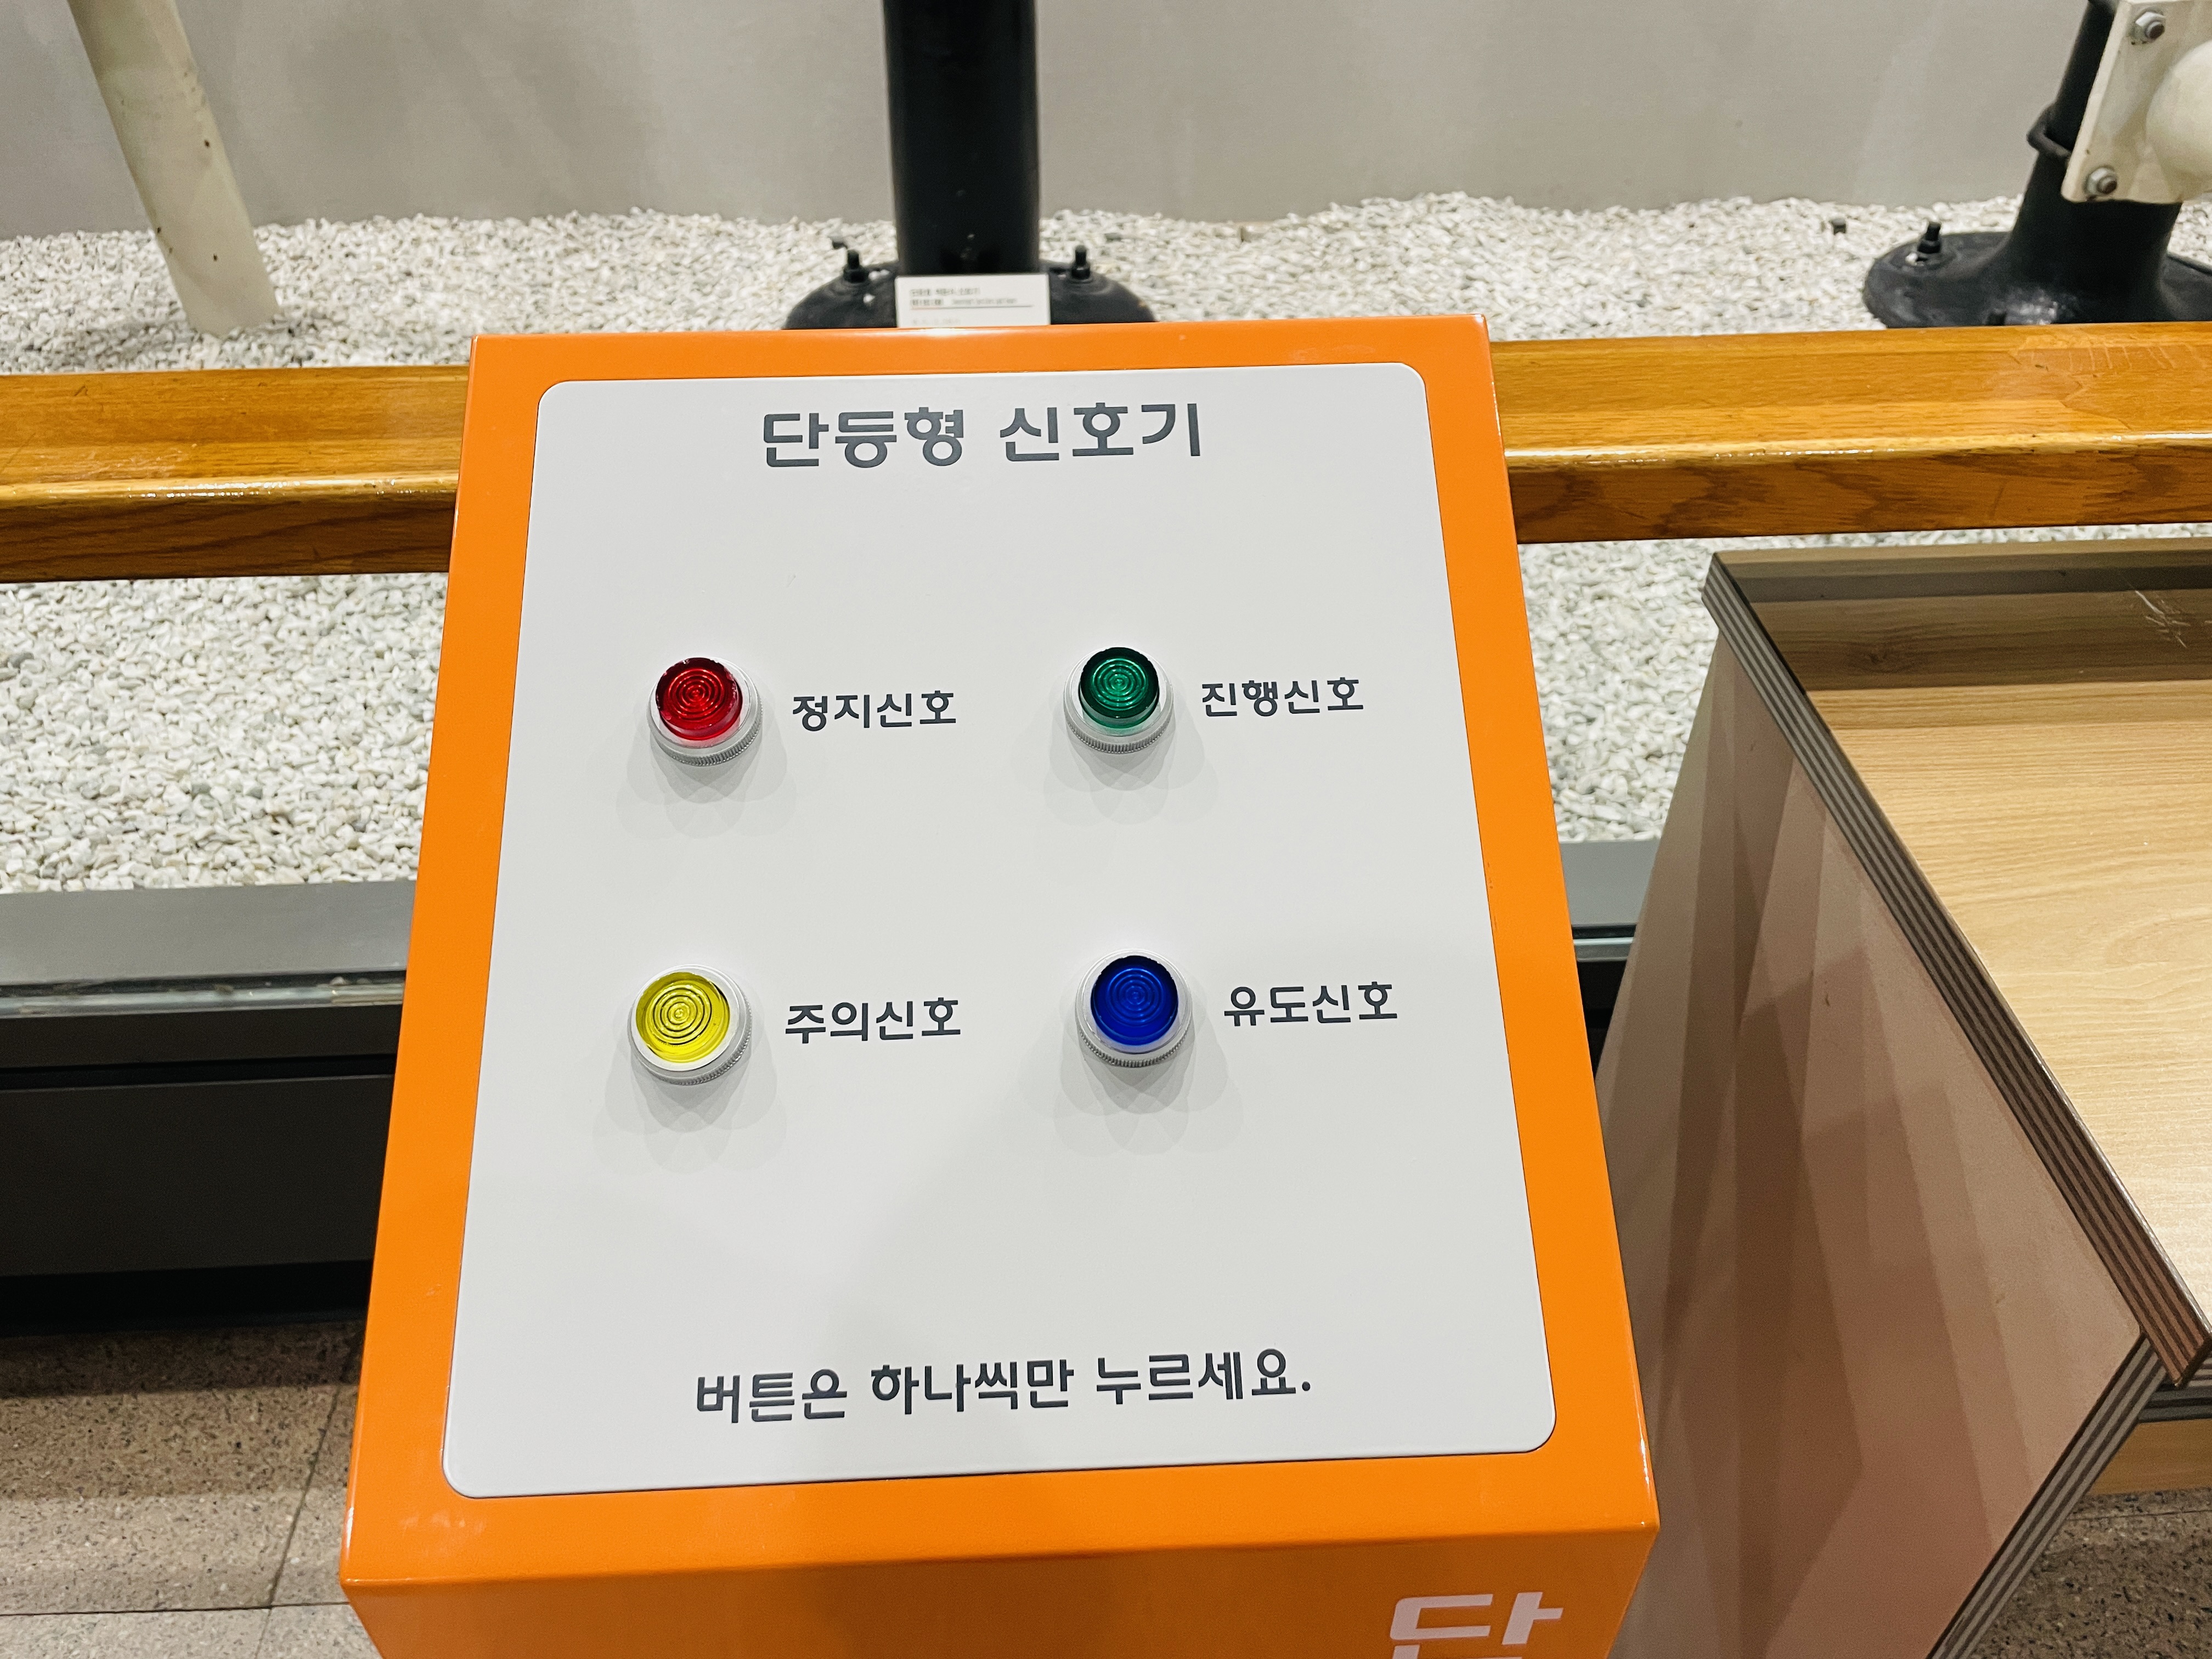 단등형 신호기
정지신호 진행신호
주의신호 유도신호
버튼은 하나씩만 누르세요.
단